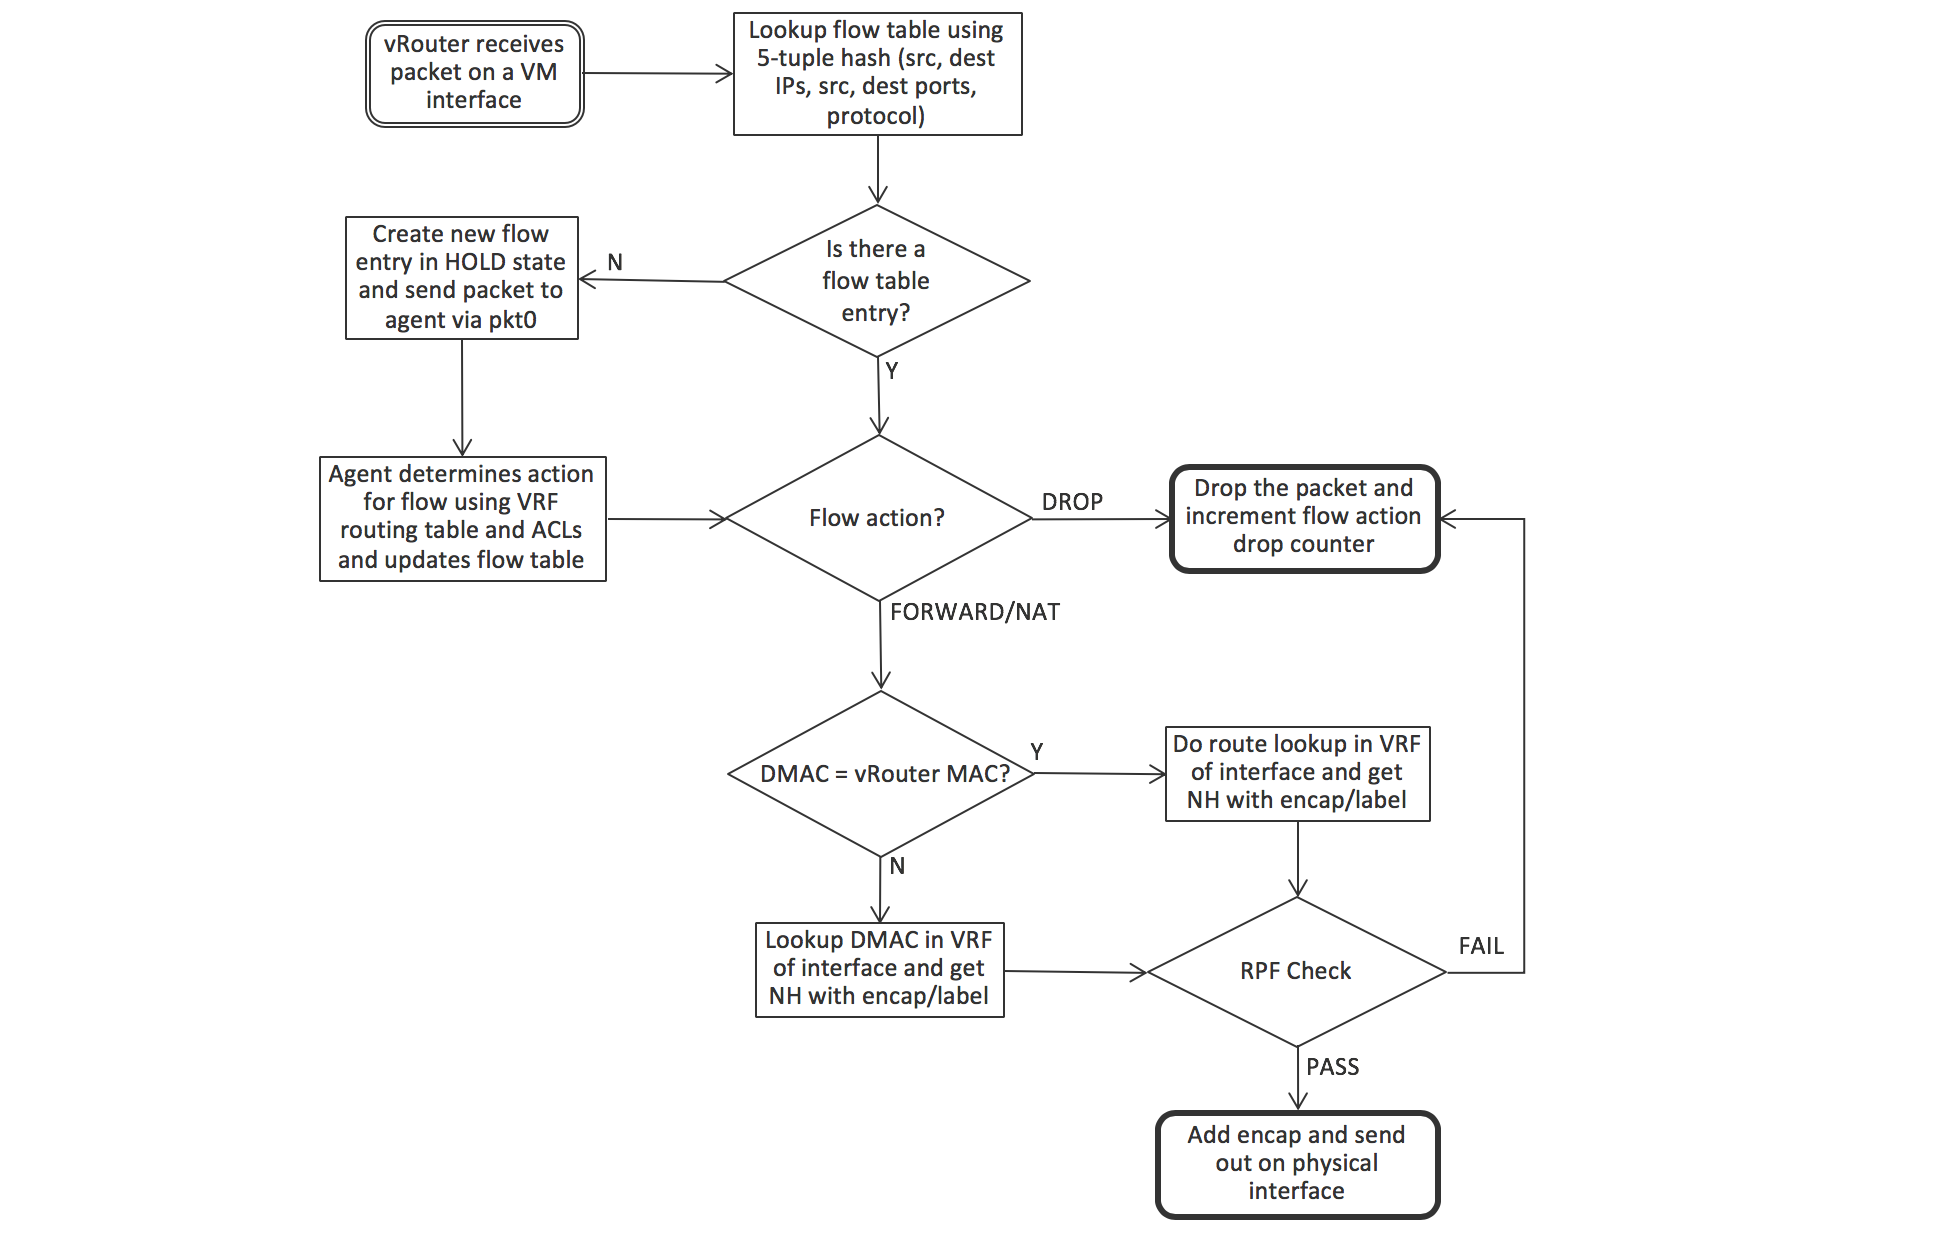 vRouter receives
packet on a VM
interface
Lookup flow table using
5-tuple hash (src, dest
IPs, src, dest ports,
protocol)
Is there a
flow table
entry?
N
Create new flow
entry in HOLD state
and send packet to
agent via pkt0
Y
Agent determines action
for flow using VRF
routing table and ACLs
and updates flow table
Flow action?
DROP
Drop the packet and
increment flow action
drop counter
FORWARD/NAT
DMAC = vRouter MAC?
Y
Do route lookup in VRF
of interface and get
NH with encap/label
N
Lookup DMAC in VRF
of interface and get
NH with encap/label
RPF Check
FAIL
PASS
Add encap and send
out on physical
interface